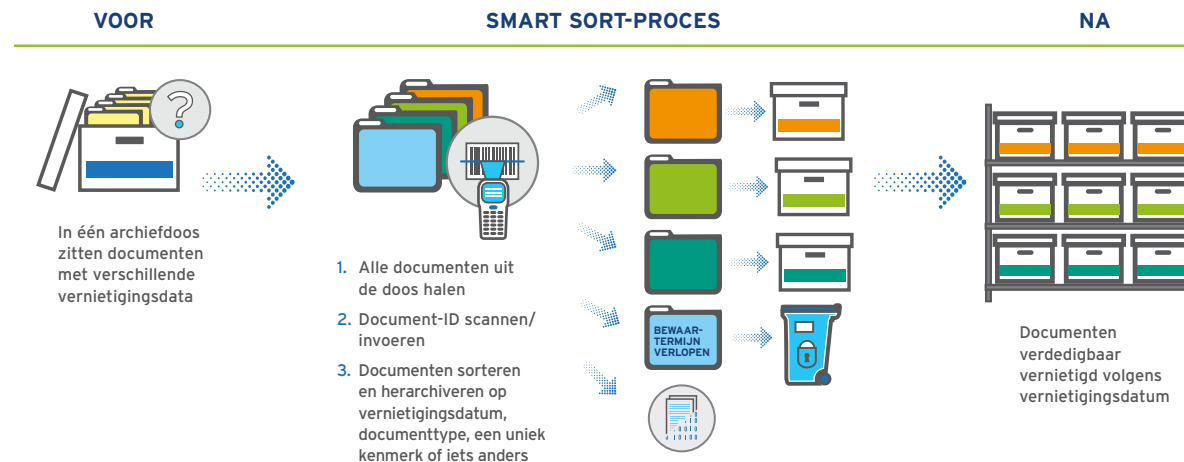 VOOR
SMART SORT-PROCES
NA
?
In één archiefdoos
zitten documenten
met verschillende
vernietigingsdata
1. Alle documenten uit
de doos halen
2. Document-ID scannen/
invoeren
3. Documenten sorteren
en herarchiveren op
vernietigingsdatum,
documenttype, een uniek
kenmerk of iets anders
BEWAAR-
TERMIJN
VERLOPEN
Documenten
verdedigbaar
vernietigd volgens
vernietigingsdatum